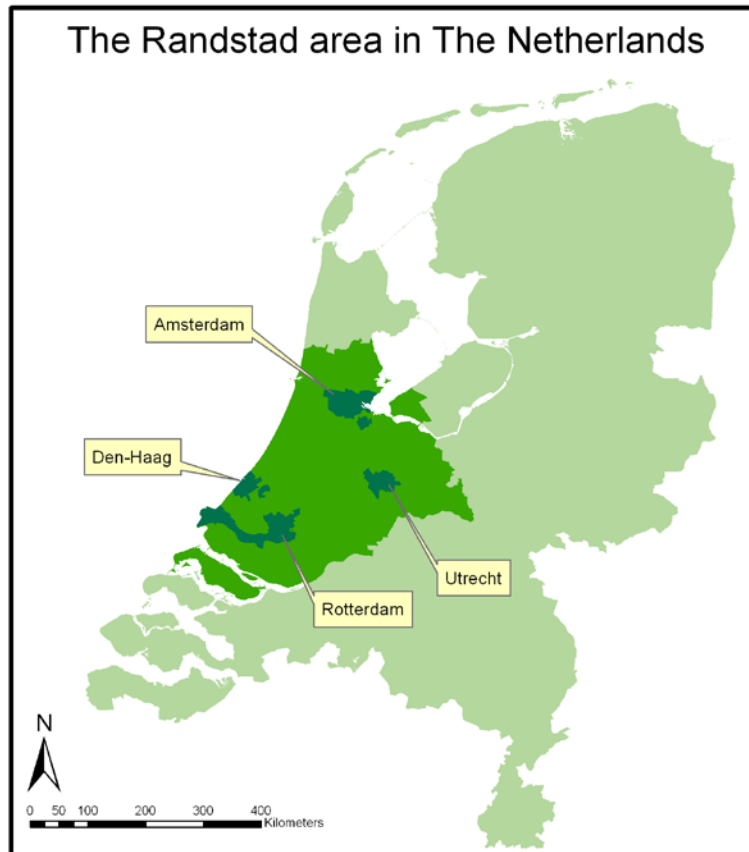 The Randstad area in The Netherlands
Amsterdam
Den-Haag
Utrecht
Rotterdam
N
0 50 100 200 300 400
Kilometers